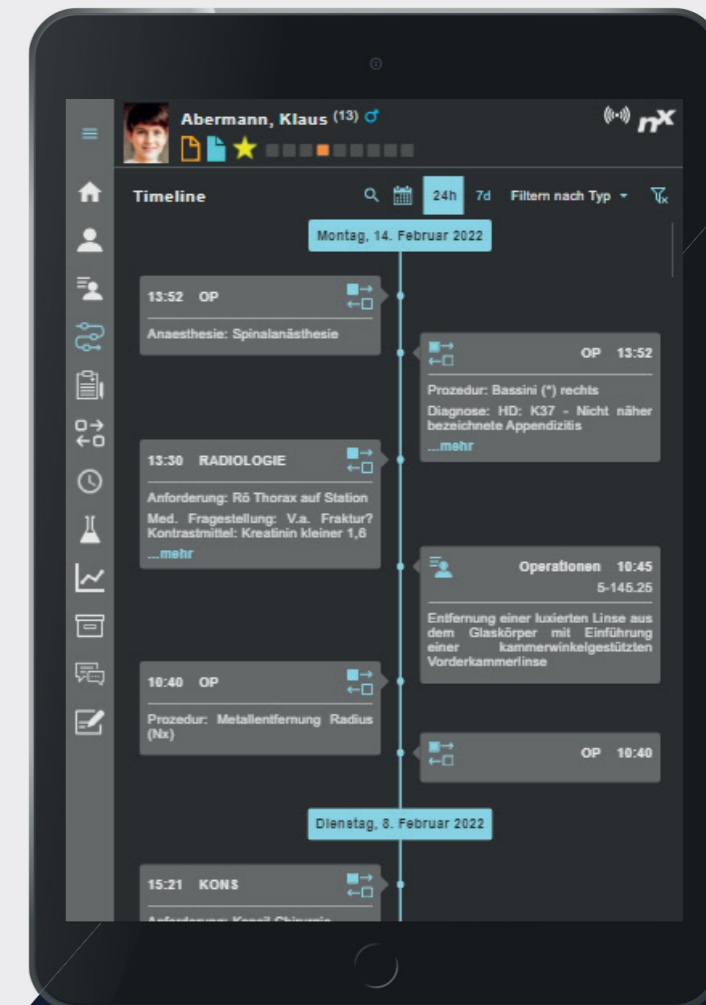 Abermann, Klaus (13) ♂
nX
Timeline
24h 7d Filtern nach Typ
Montag, 14. Februar 2022
13:52 OP
Anaesthesie: Spinalanästhesie
OP 13:52
Prozedur: Bassini (*) rechts
Diagnose: HD: K37 - Nicht näher
bezeichnete Appendizitis
...mehr
13:30 RADIOLOGIE
Anforderung: Rö Thorax auf Station
Med. Fragestellung: V.a. Fraktur?
Kontrastmittel: Kreatinin kleiner 1,6
...mehr
Operationen 10:45
5-145.25
Entfernung einer luxierten Linse aus
dem Glaskörper mit Einführung
einer kammerwinkelgestützten
Vorderkammerlinse
10:40 OP
Prozedur: Metallentfernung Radius
(Nx)
OP 10:40
Dienstag, 8. Februar 2022
15:21 KONS
Anforderung: Konsil Chirurgie